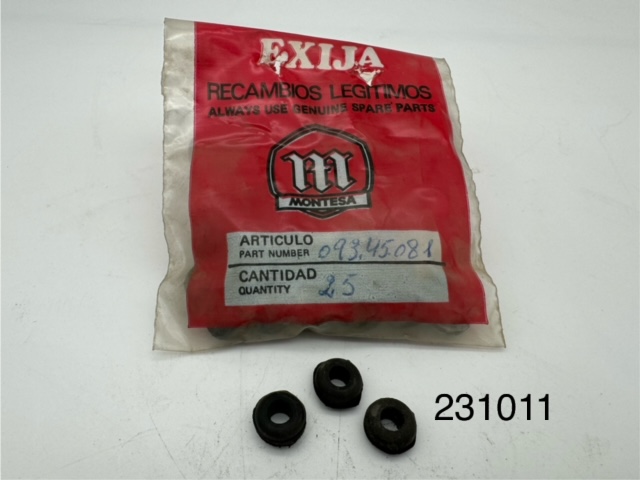 EXIJA
RECAMBIOS LEGITIMOS
ALWAYS USE GENUINE SPARE PARTS
m
MONTESA
ARTICULO
PART NUMBER 093.45.081
CANTIDAD
QUANTITY 25
231011